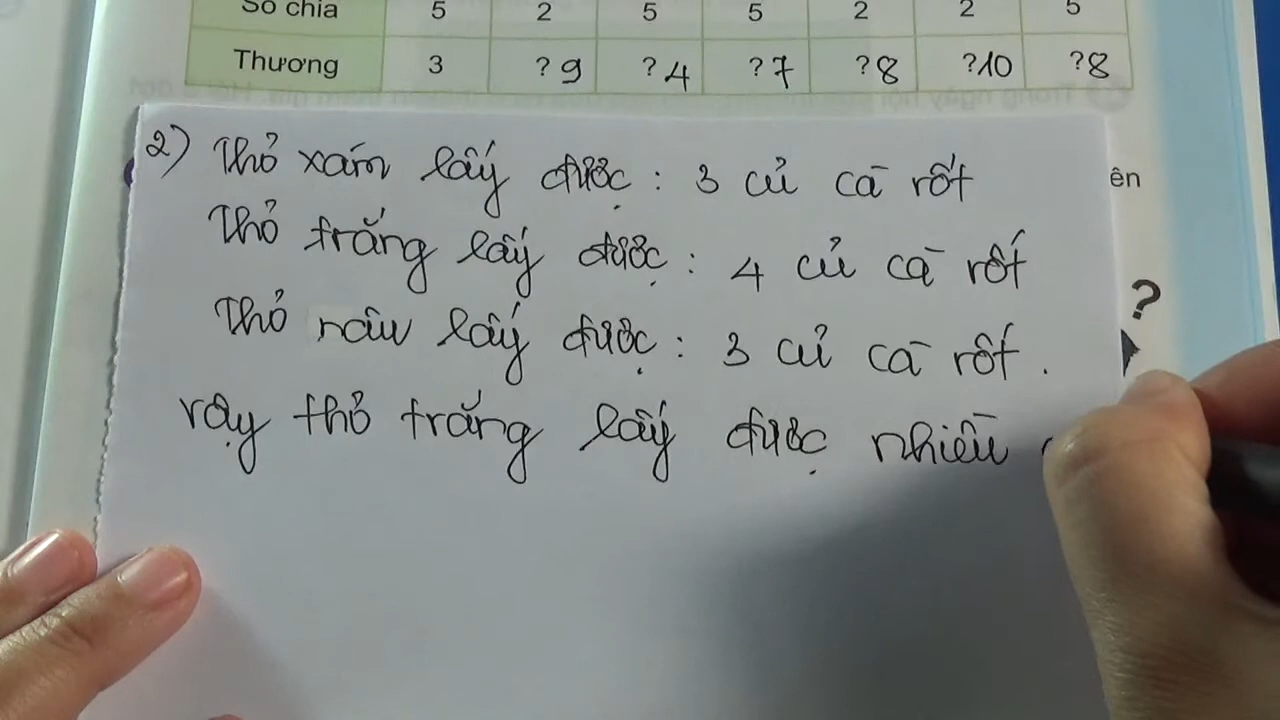 Số chia 5 2 5 5 2 2 5
Thương 3 ? 9 ? 4 ? 7 ? 8 ? 10 ? 8
2) Thỏ xám lấy được : 3 củ cà rốt
ên
Thỏ trắng lấy được : 4 củ cà rốt
?
Thỏ nâu lấy được : 3 củ cà rốt .
vậy thỏ trắng lấy được nhiều